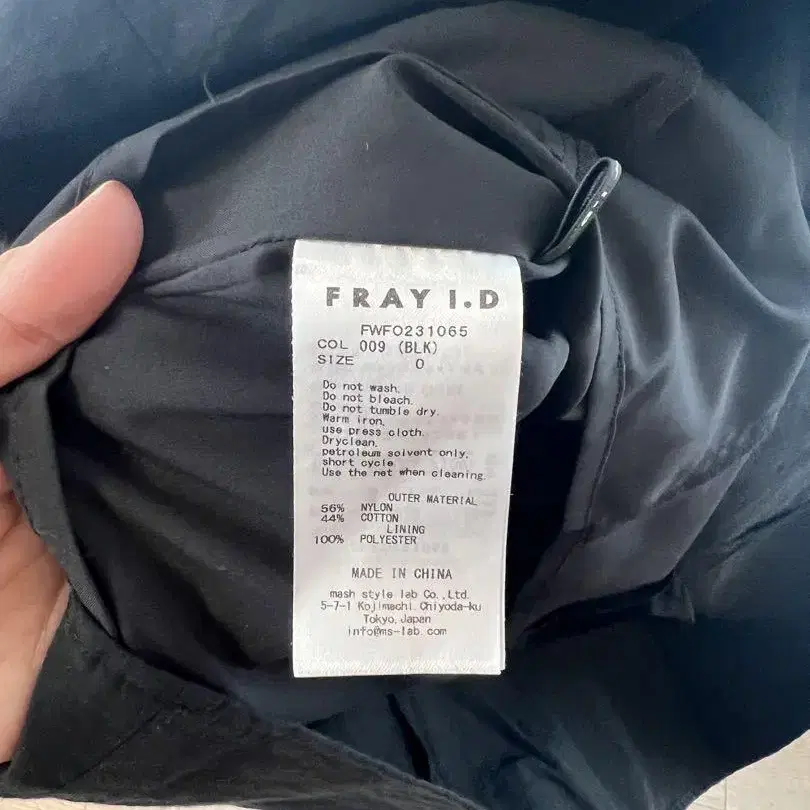 FRAY I.D
FWFO231065
COL 009 (BLK)
SIZE 0
Do not wash.
Do not bleach.
Do not tumble dry.
Warm iron.
use press cloth.
Dryclean.
petroleum solvent only.
short cycle
Use the net when cleaning.
OUTER MATERIAL
56% NYLON
44% COTTON
LINING
100% POLYESTER
MADE IN CHINA
mash style lab Co.,Ltd.
5-7-1 Kojimachi.Chiyoda-ku
Tokyo,Japan
info@ms-lab.com